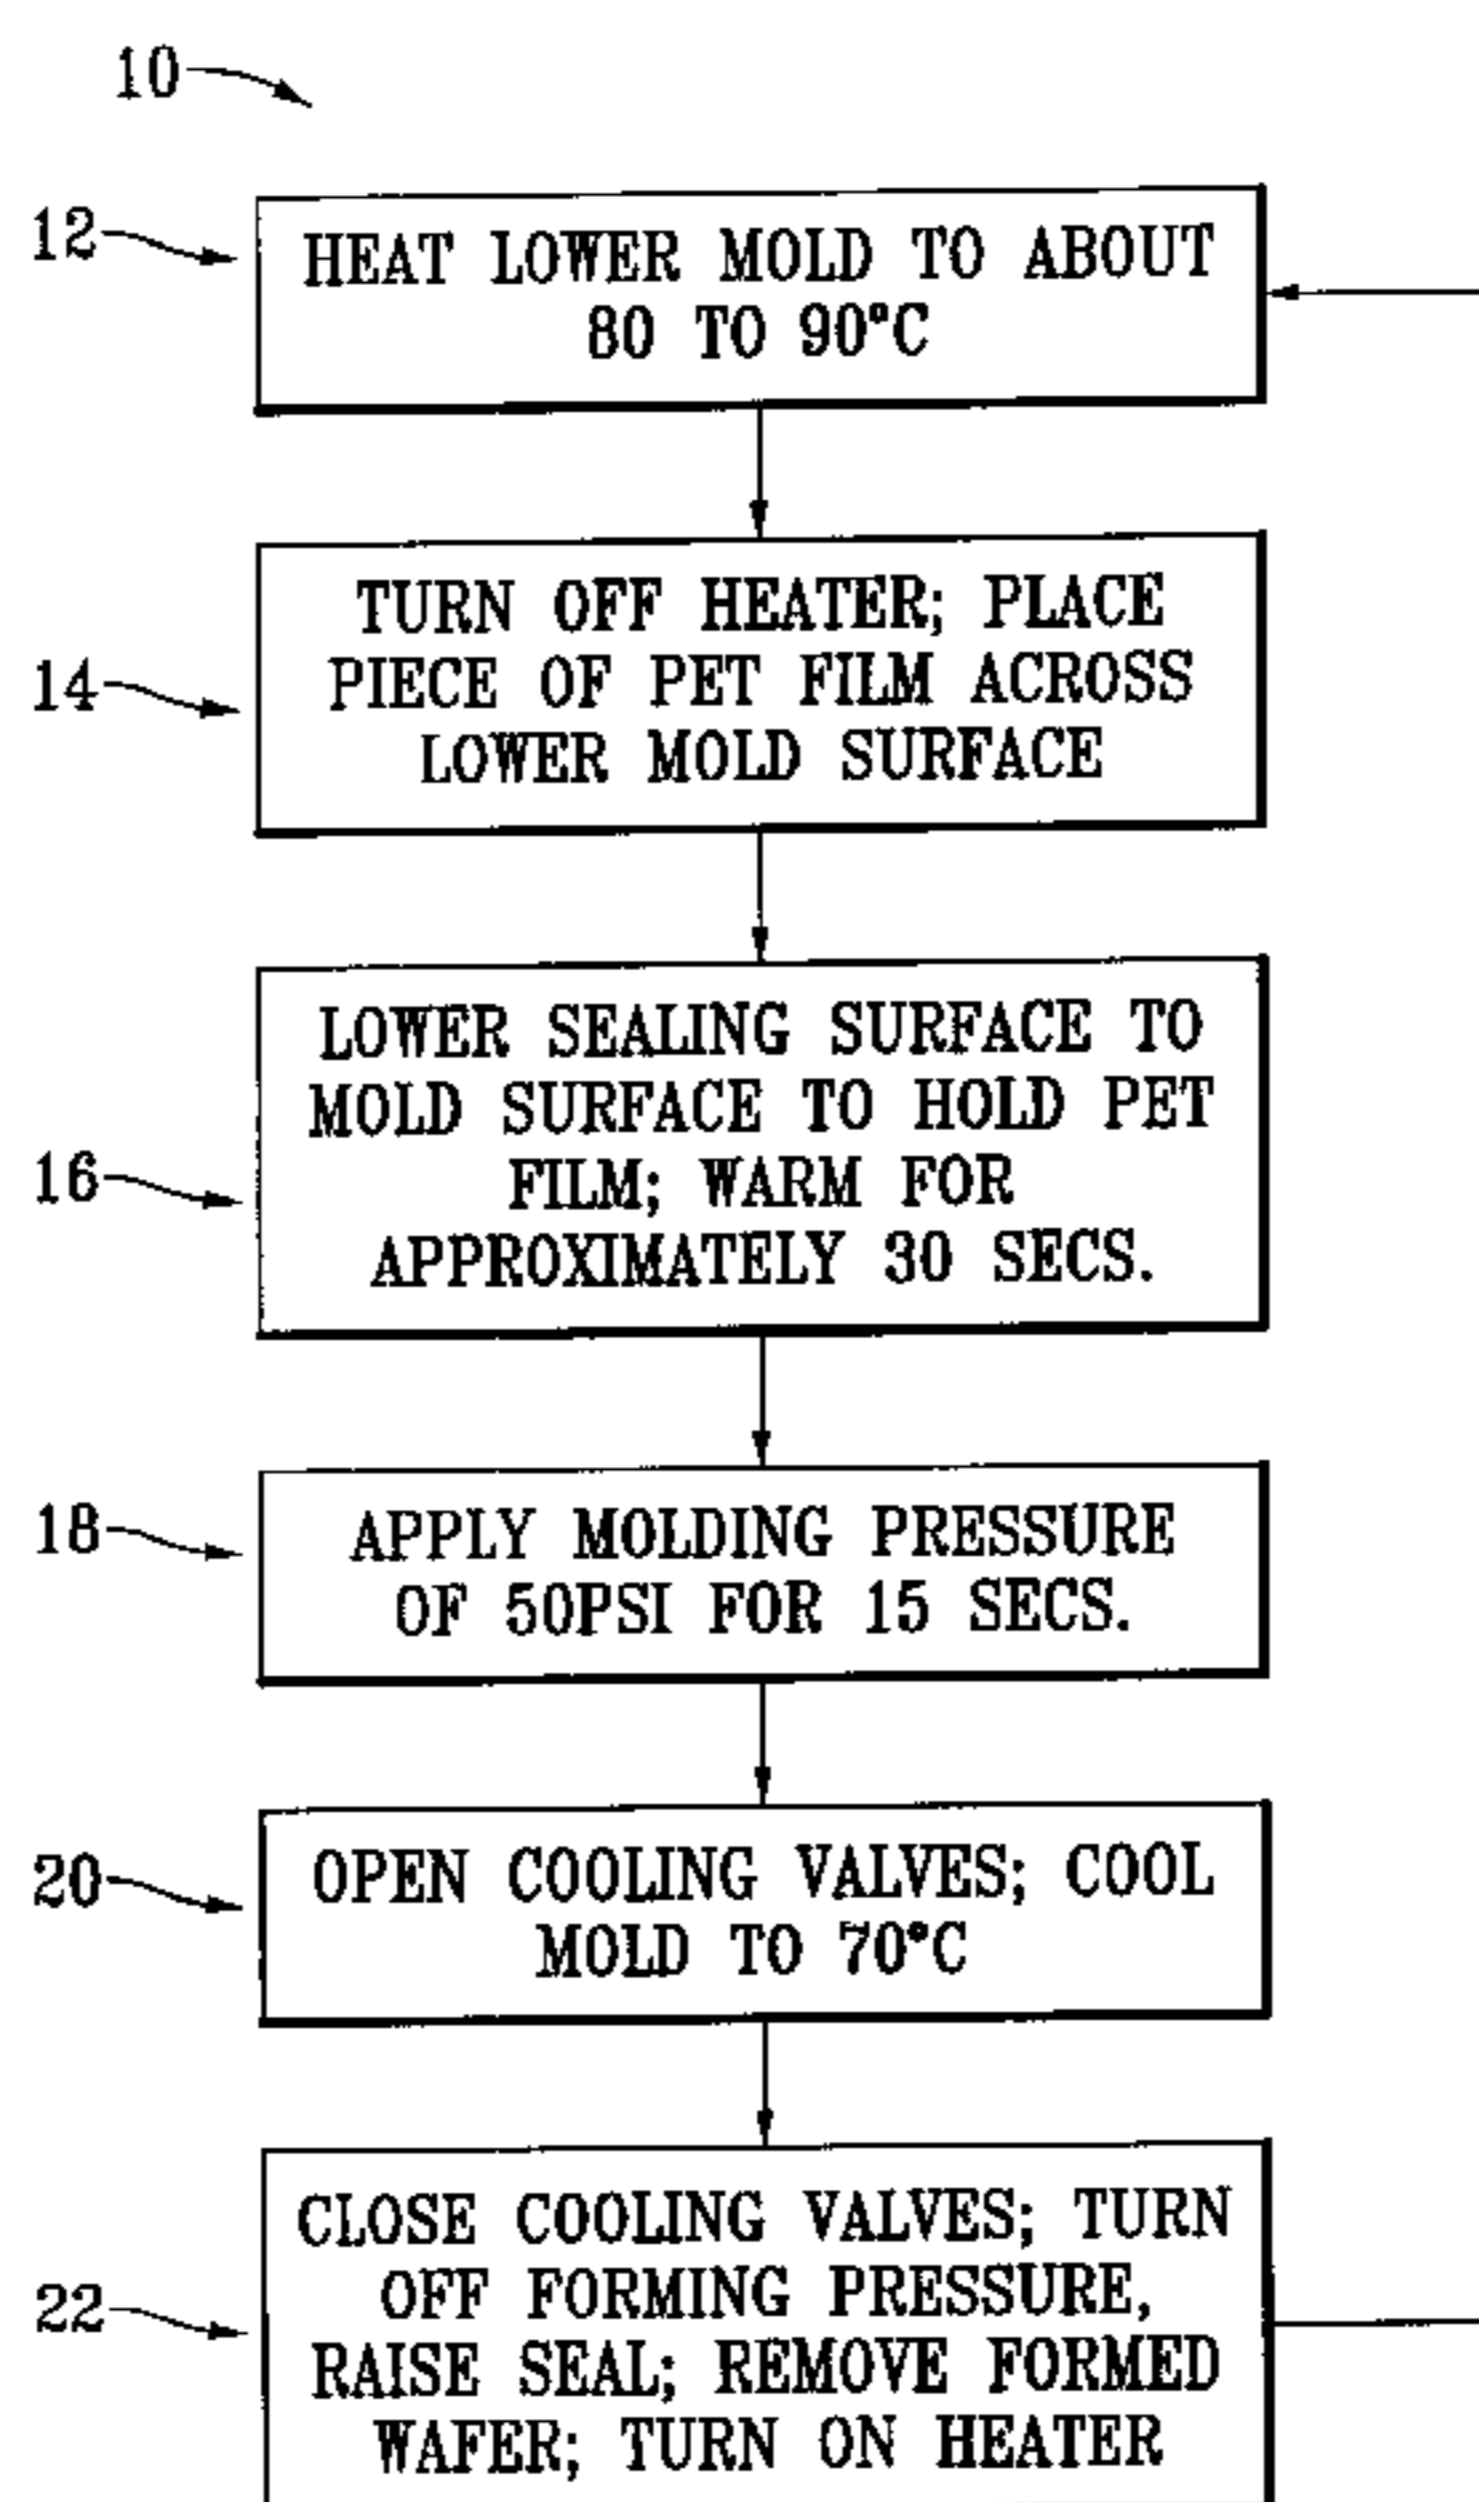 10
12
HEAT LOWER MOLD TO ABOUT
80 TO 90°C
14
TURN OFF HEATER; PLACE
PIECE OF PET FILM ACROSS
LOWER MOLD SURFACE
16
LOWER SEALING SURFACE TO
MOLD SURFACE TO HOLD PET
FILM; WARM FOR
APPROXIMATELY 30 SECS.
18
APPLY MOLDING PRESSURE
OF 50PSI FOR 15 SECS.
20
OPEN COOLING VALVES; COOL
MOLD TO 70°C
22
CLOSE COOLING VALVES; TURN
OFF FORMING PRESSURE,
RAISE SEAL; REMOVE FORMED
WAFER; TURN ON HEATER